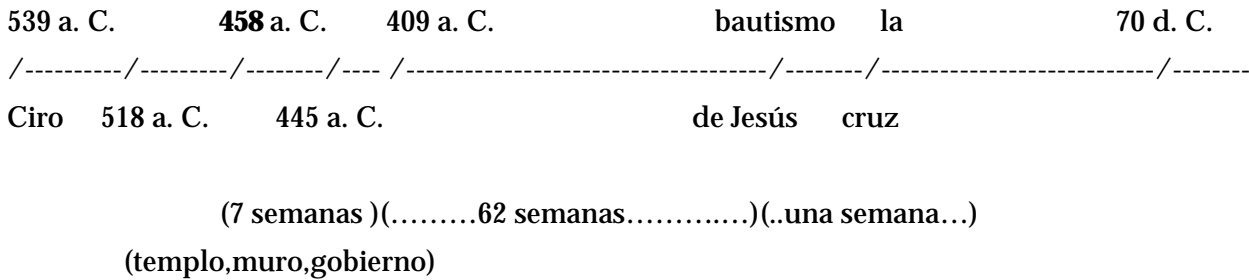 539 a. C. 458 a. C. 409 a. C. bautismo la 70 d. C.
/----------/---------/--------/---- /-------------------------------------/--------/----------------------------/--------
Ciro 518 a. C. 445 a. C. de Jesús cruz
(7 semanas )(………62 semanas………..…)(..una semana…)
(templo,muro,gobierno)